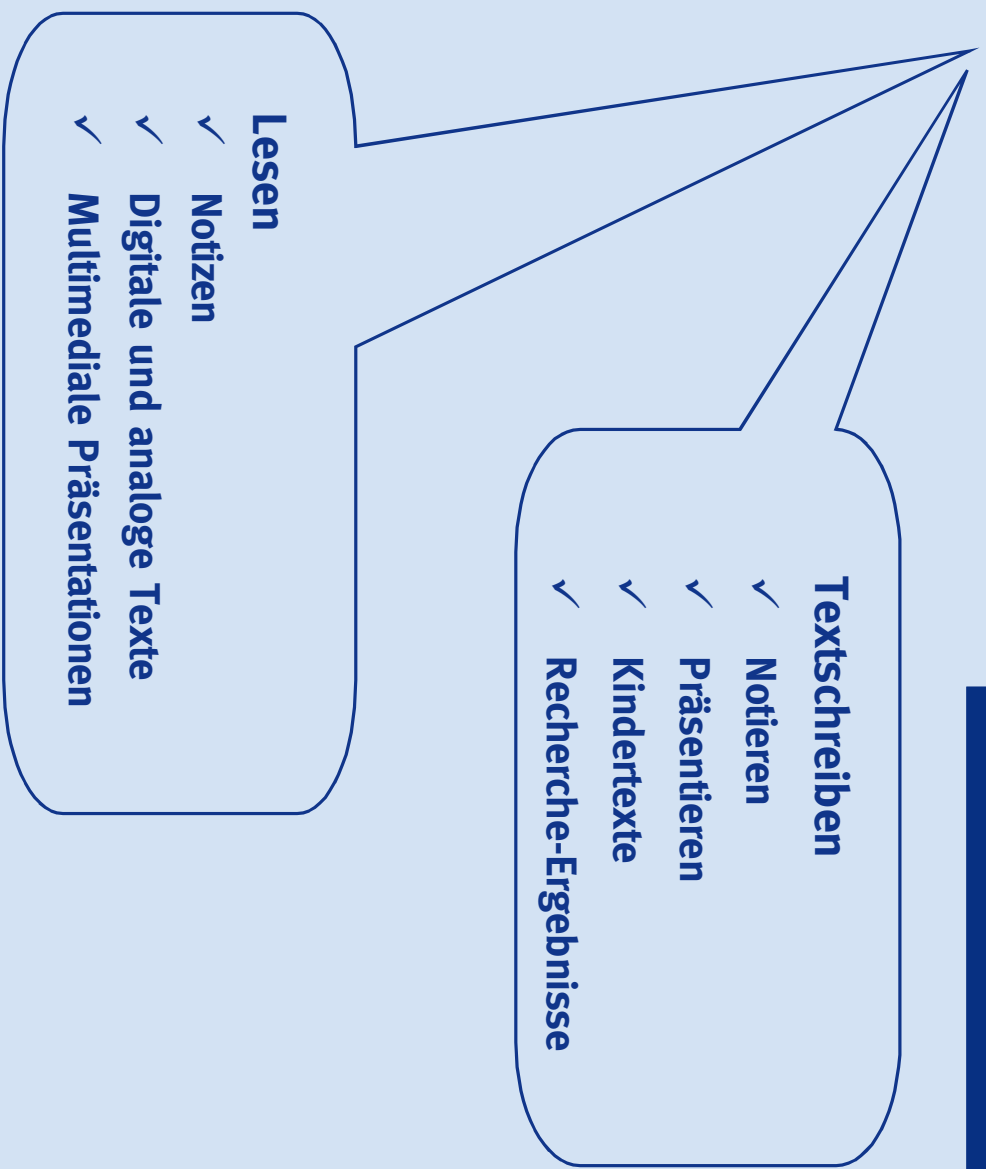 Textschreiben
✓ Notieren
✓ Präsentieren
✓ Kindertexte
✓ Recherche-Ergebnisse
Lesen
✓ Notizen
✓ Digitale und analoge Texte
✓ Multimediale Präsentationen